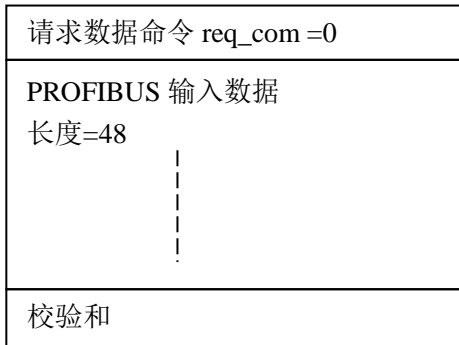 请求数据命令 req_com =0
PROFIBUS 输入数据
长度=48
校验和